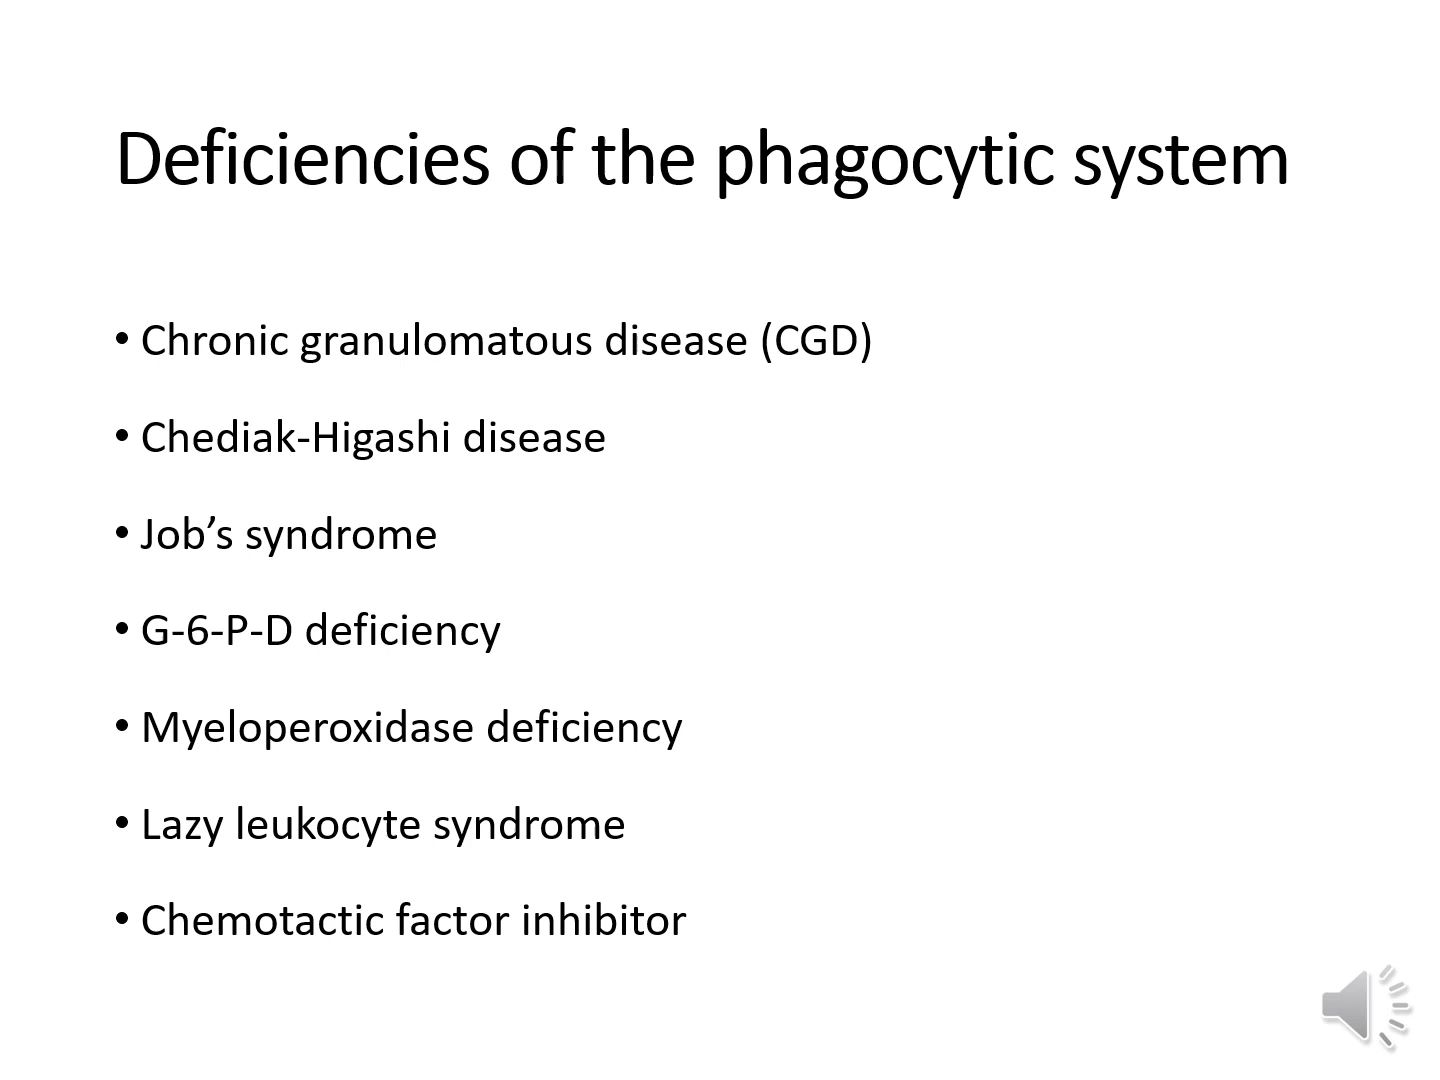 Deficiencies of the phagocytic system
• Chronic granulomatous disease (CGD)
• Chediak-Higashi disease
• Job’s syndrome
• G-6-P-D deficiency
• Myeloperoxidase deficiency
• Lazy leukocyte syndrome
• Chemotactic factor inhibitor